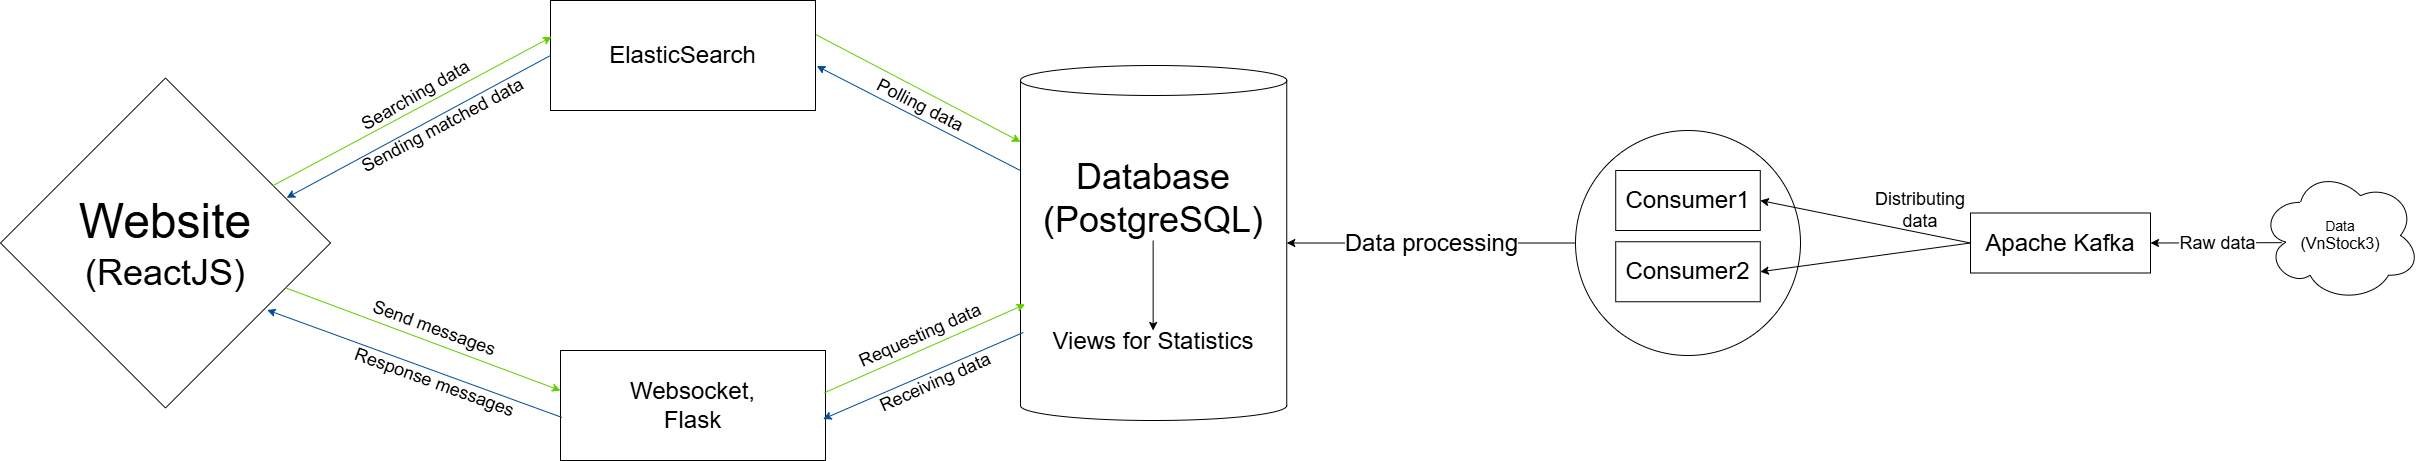 Website
(ReactJS)
Searching data
Sending matched data
ElasticSearch
Polling data
Send messages
Response messages
Websocket,
Flask
Requesting data
Receiving data
Database
(PostgreSQL)
Views for Statistics
Data processing
Consumer1
Consumer2
Distributing
data
Apache Kafka
Raw data
Data
(VnStock3)